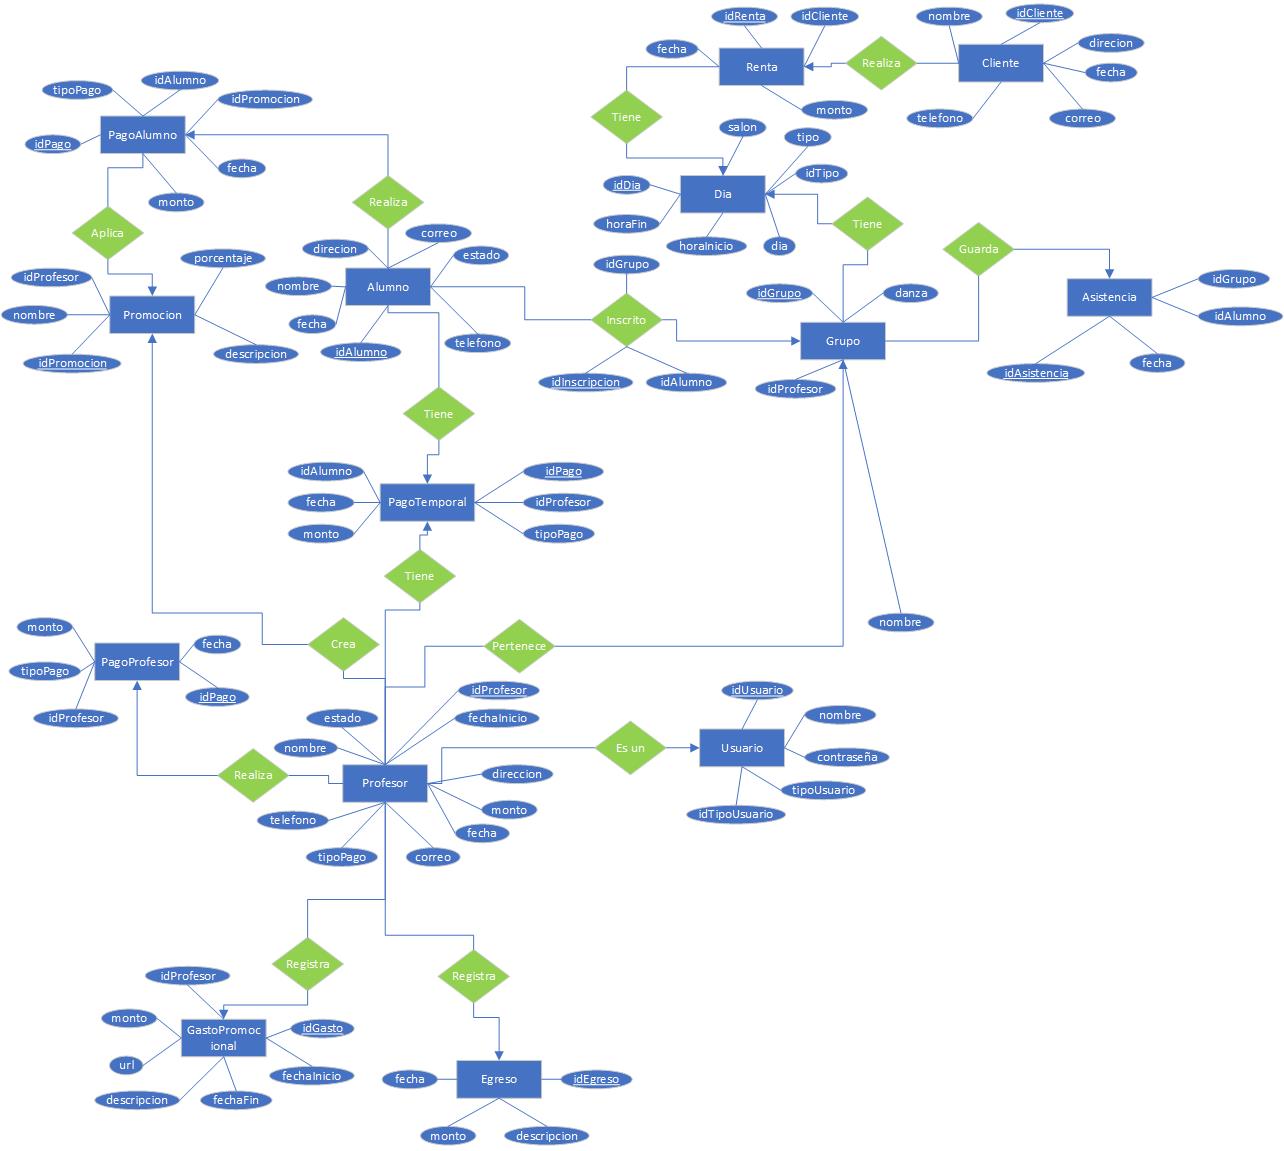 idRenta
idCliente
nombre
idCliente
fecha
direcion
Renta
Realiza
Cliente
fecha
monto
telefono
correo
tipoPago
idAlumno
idPromocion
idPago
PagoAlumno
fecha
monto
Tiene
salon
tipo
idDia
Dia
idTipo
horaFin
horaInicio
dia
Tiene
Aplica
Realiza
direcion
correo
estado
nombre
Alumno
fecha
idAlumno
telefono
idProfesor
porcentaje
nombre
Promocion
idPromocion
descripcion
idGrupo
Inscrito
idInscripcion
idAlumno
idGrupo
danza
Grupo
idProfesor
Guarda
Asistencia
idGrupo
idAlumno
idAsistencia
fecha
Tiene
idAlumno
idPago
fecha
PagoTemporal
idProfesor
monto
tipoPago
Tiene
nombre
monto
PagoProfesor
fecha
tipoPago
idPago
idProfesor
Crea
Pertenece
idProfesor
estado
fechaInicio
nombre
Realiza
Profesor
direccion
monto
telefono
fecha
tipoPago
correo
Es un
idUsuario
nombre
Usuario
contraseña
tipoUsuario
idTipoUsuario
Registra
Registra
idProfesor
monto
GastoPromoc
ional
idGasto
url
fechaInicio
descripcion
fechaFin
fecha
Egreso
idEgreso
monto
descripcion